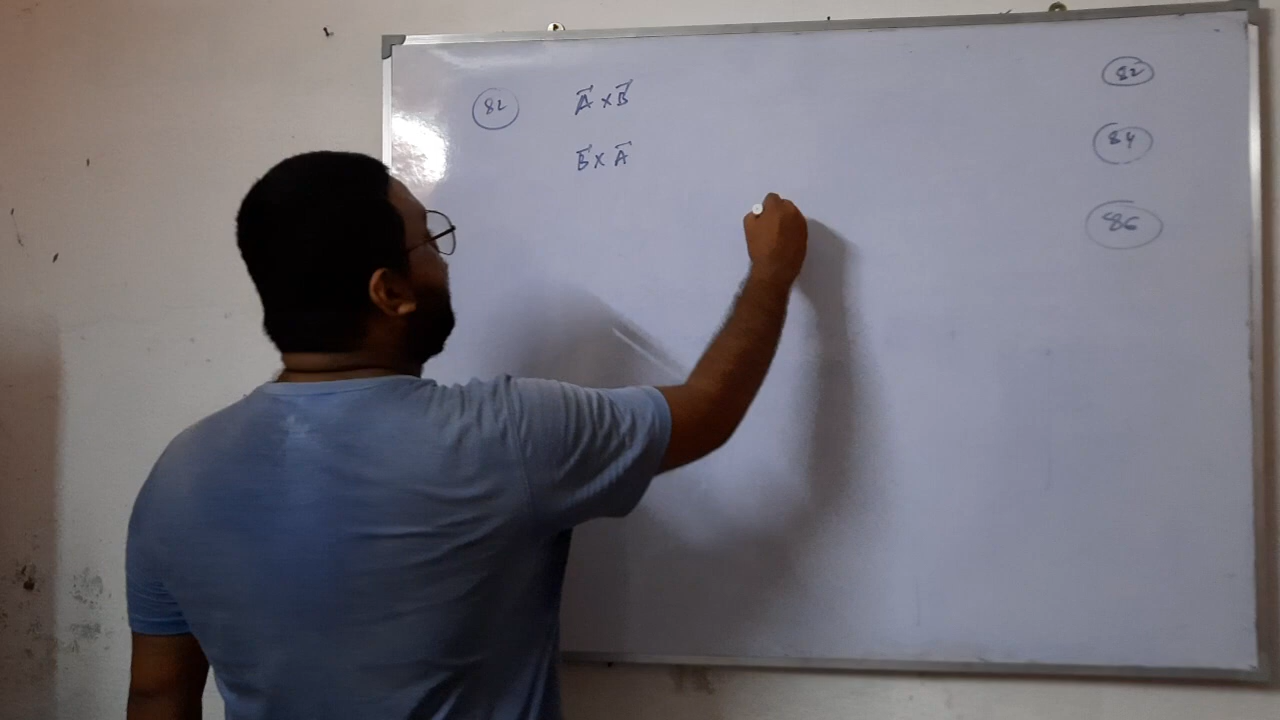 82 A⃗ × B⃗
B⃗ × A⃗
82
84
86